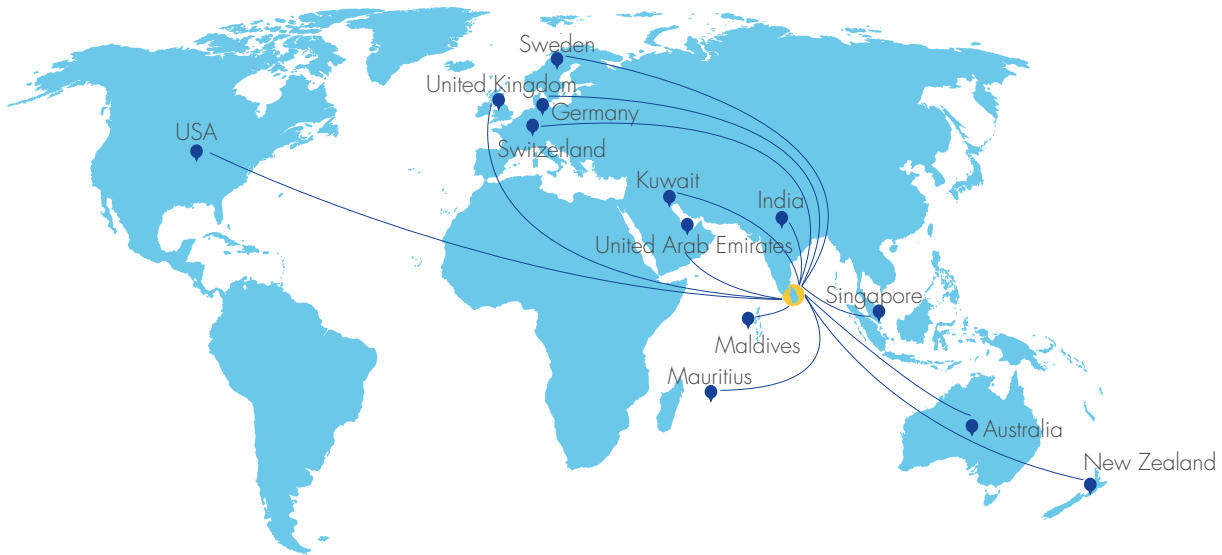 Sweden
United Kingdom
Germany
USA
Switzerland
Kuwait
India
United Arab Emirates
Singapore
Maldives
Mauritius
Australia
New Zealand